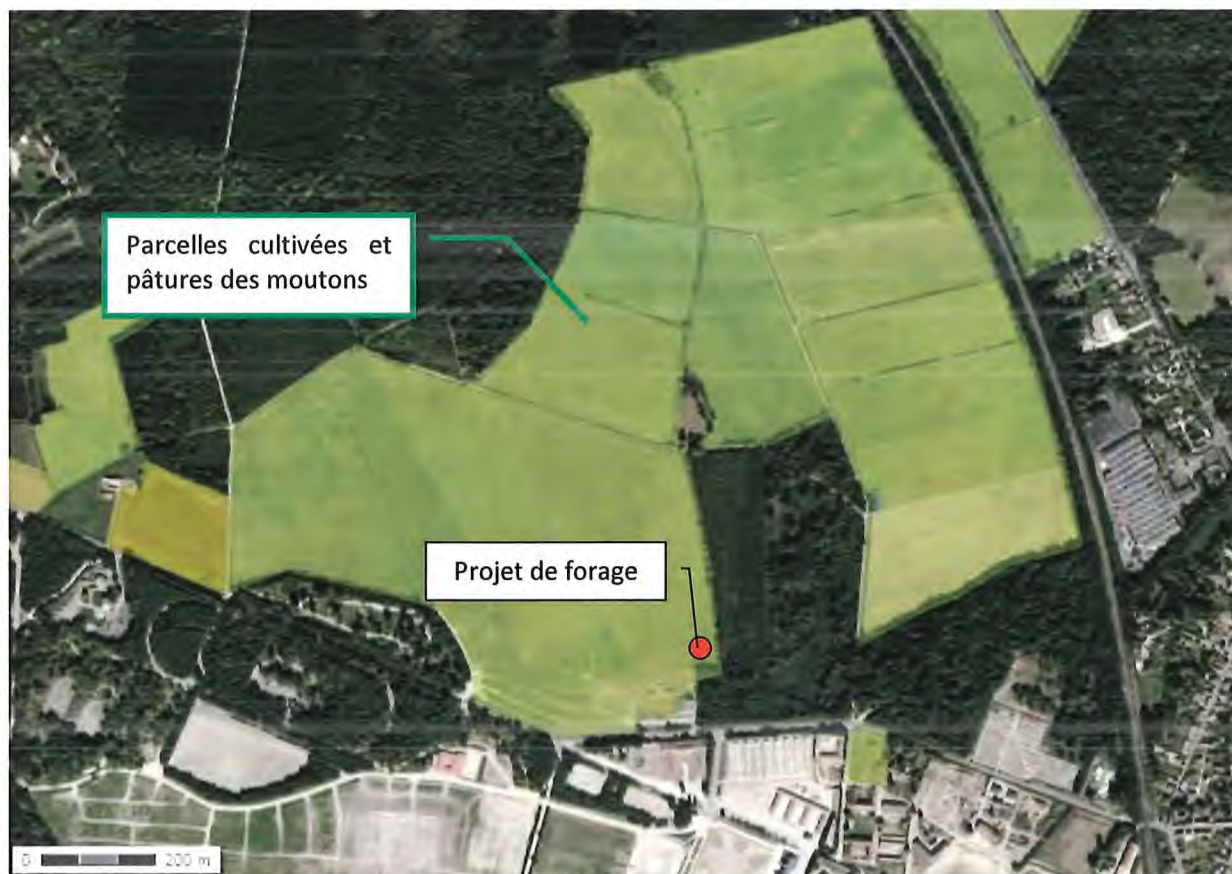 Parcelles cultivées et
pâtures des moutons
Projet de forage
0 200 m